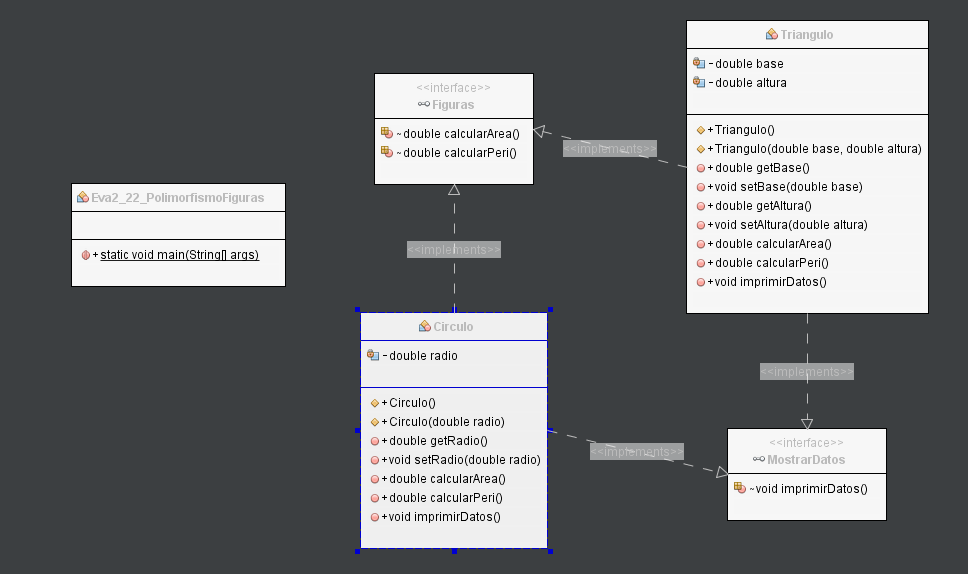 Eva2_22_PolimorfismoFiguras
+ static void main(String[] args)
<<interface>>
Figuras
~double calcularArea()
~double calcularPeri()
<<implements>>
<<implements>>
Triangulo
-double base
-double altura
+Triangulo()
+Triangulo(double base, double altura)
+double getBase()
+void setBase(double base)
+double getAltura()
+void setAltura(double altura)
+double calcularArea()
+double calcularPeri()
+void imprimirDatos()
<<implements>>
Circulo
-double radio
+Circulo()
+Circulo(double radio)
+double getRadio()
+void setRadio(double radio)
+double calcularArea()
+double calcularPeri()
+void imprimirDatos()
<<implements>>
<<interface>>
MostrarDatos
~void imprimirDatos()